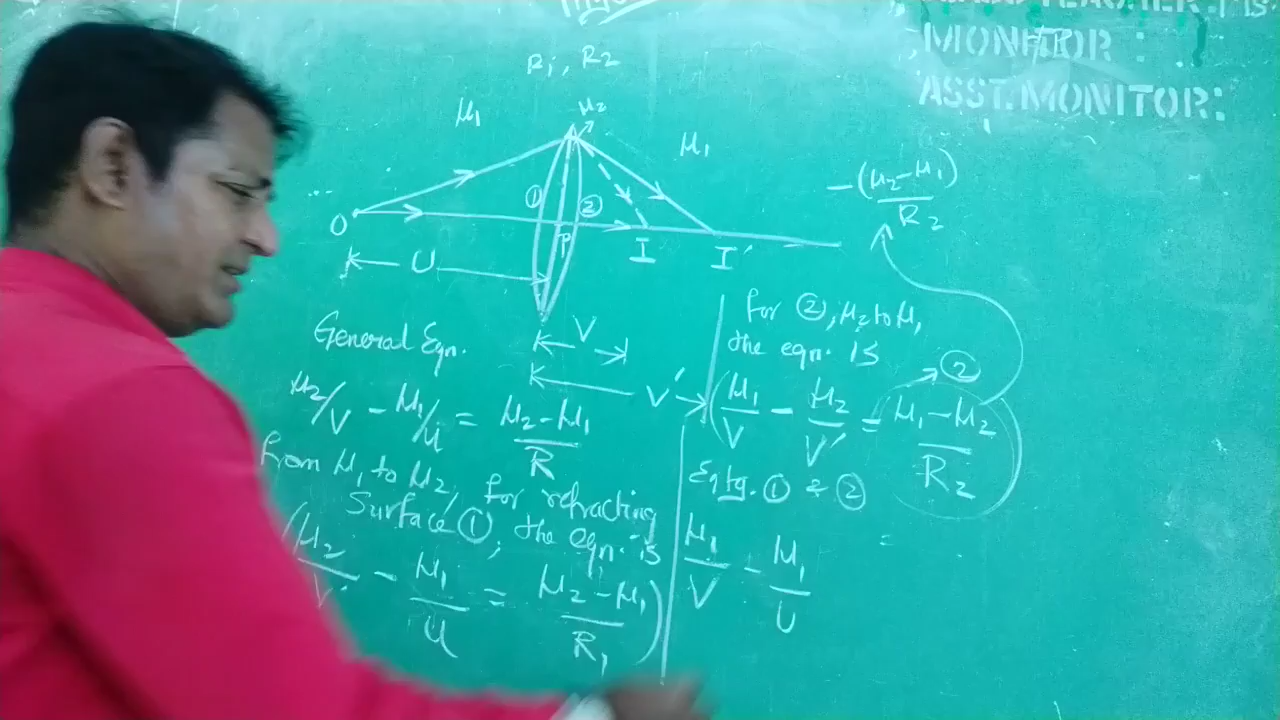 MONITOR :
ASST. MONITOR:
R1, R2
μ1
μ2
μ1
① ②
O
P
I
I'
U
V
V'
General Eqn.
μ2/V - μ1/u = (μ2 - μ1)/R
from μ1 to μ2, for refracting
Surface ①, the eqn. is
(μ2/V' - μ1/u = (μ2 - μ1)/R1)
for ②, μ2 to μ1
the eqn. is
(μ1/V - μ2/V' = (μ1 - μ2)/R2
②
-(μ2 - μ1)/R2
① & ②
μ1/V - μ1/U
=